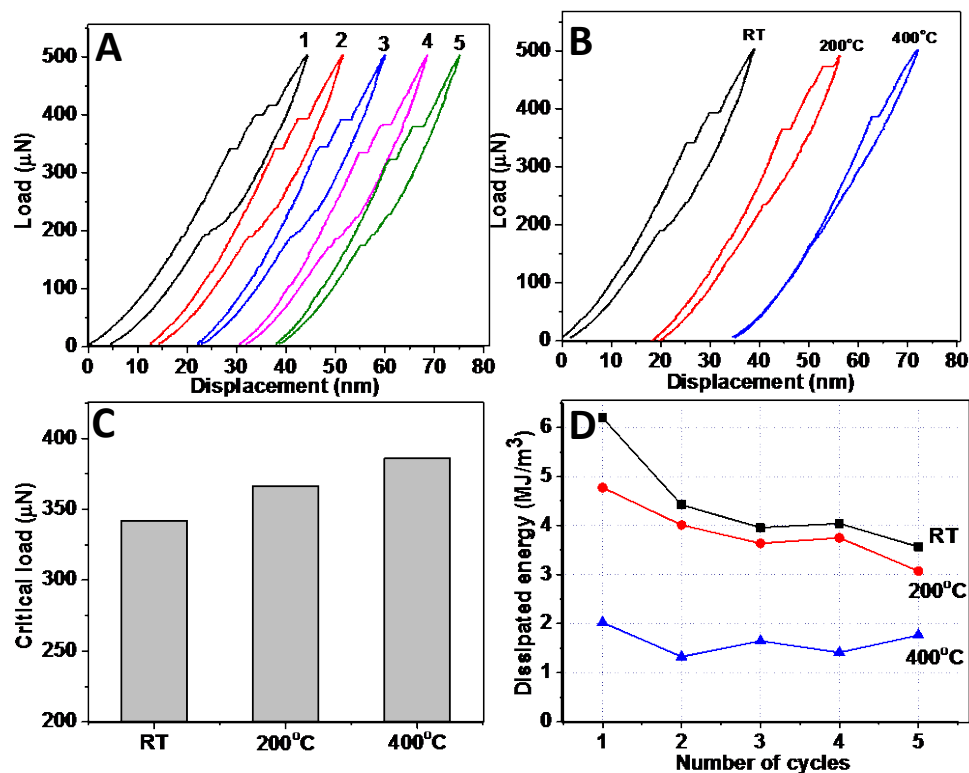 A
1 2 3 4 5
500
400
300
200
100
0
Load (μN)
0 10 20 30 40 50 60 70 80
Displacement (nm)
B
RT 200°C 400°C
500
400
300
200
100
0
Load (μN)
0 10 20 30 40 50 60 70 80
Displacement (nm)
C
400
350
300
250
200
Critical load (μN)
RT 200°C 400°C
D
6
5
4
3
2
1
0
Dissipated energy (MJ/m³)
RT
200°C
400°C
1 2 3 4 5
Number of cycles